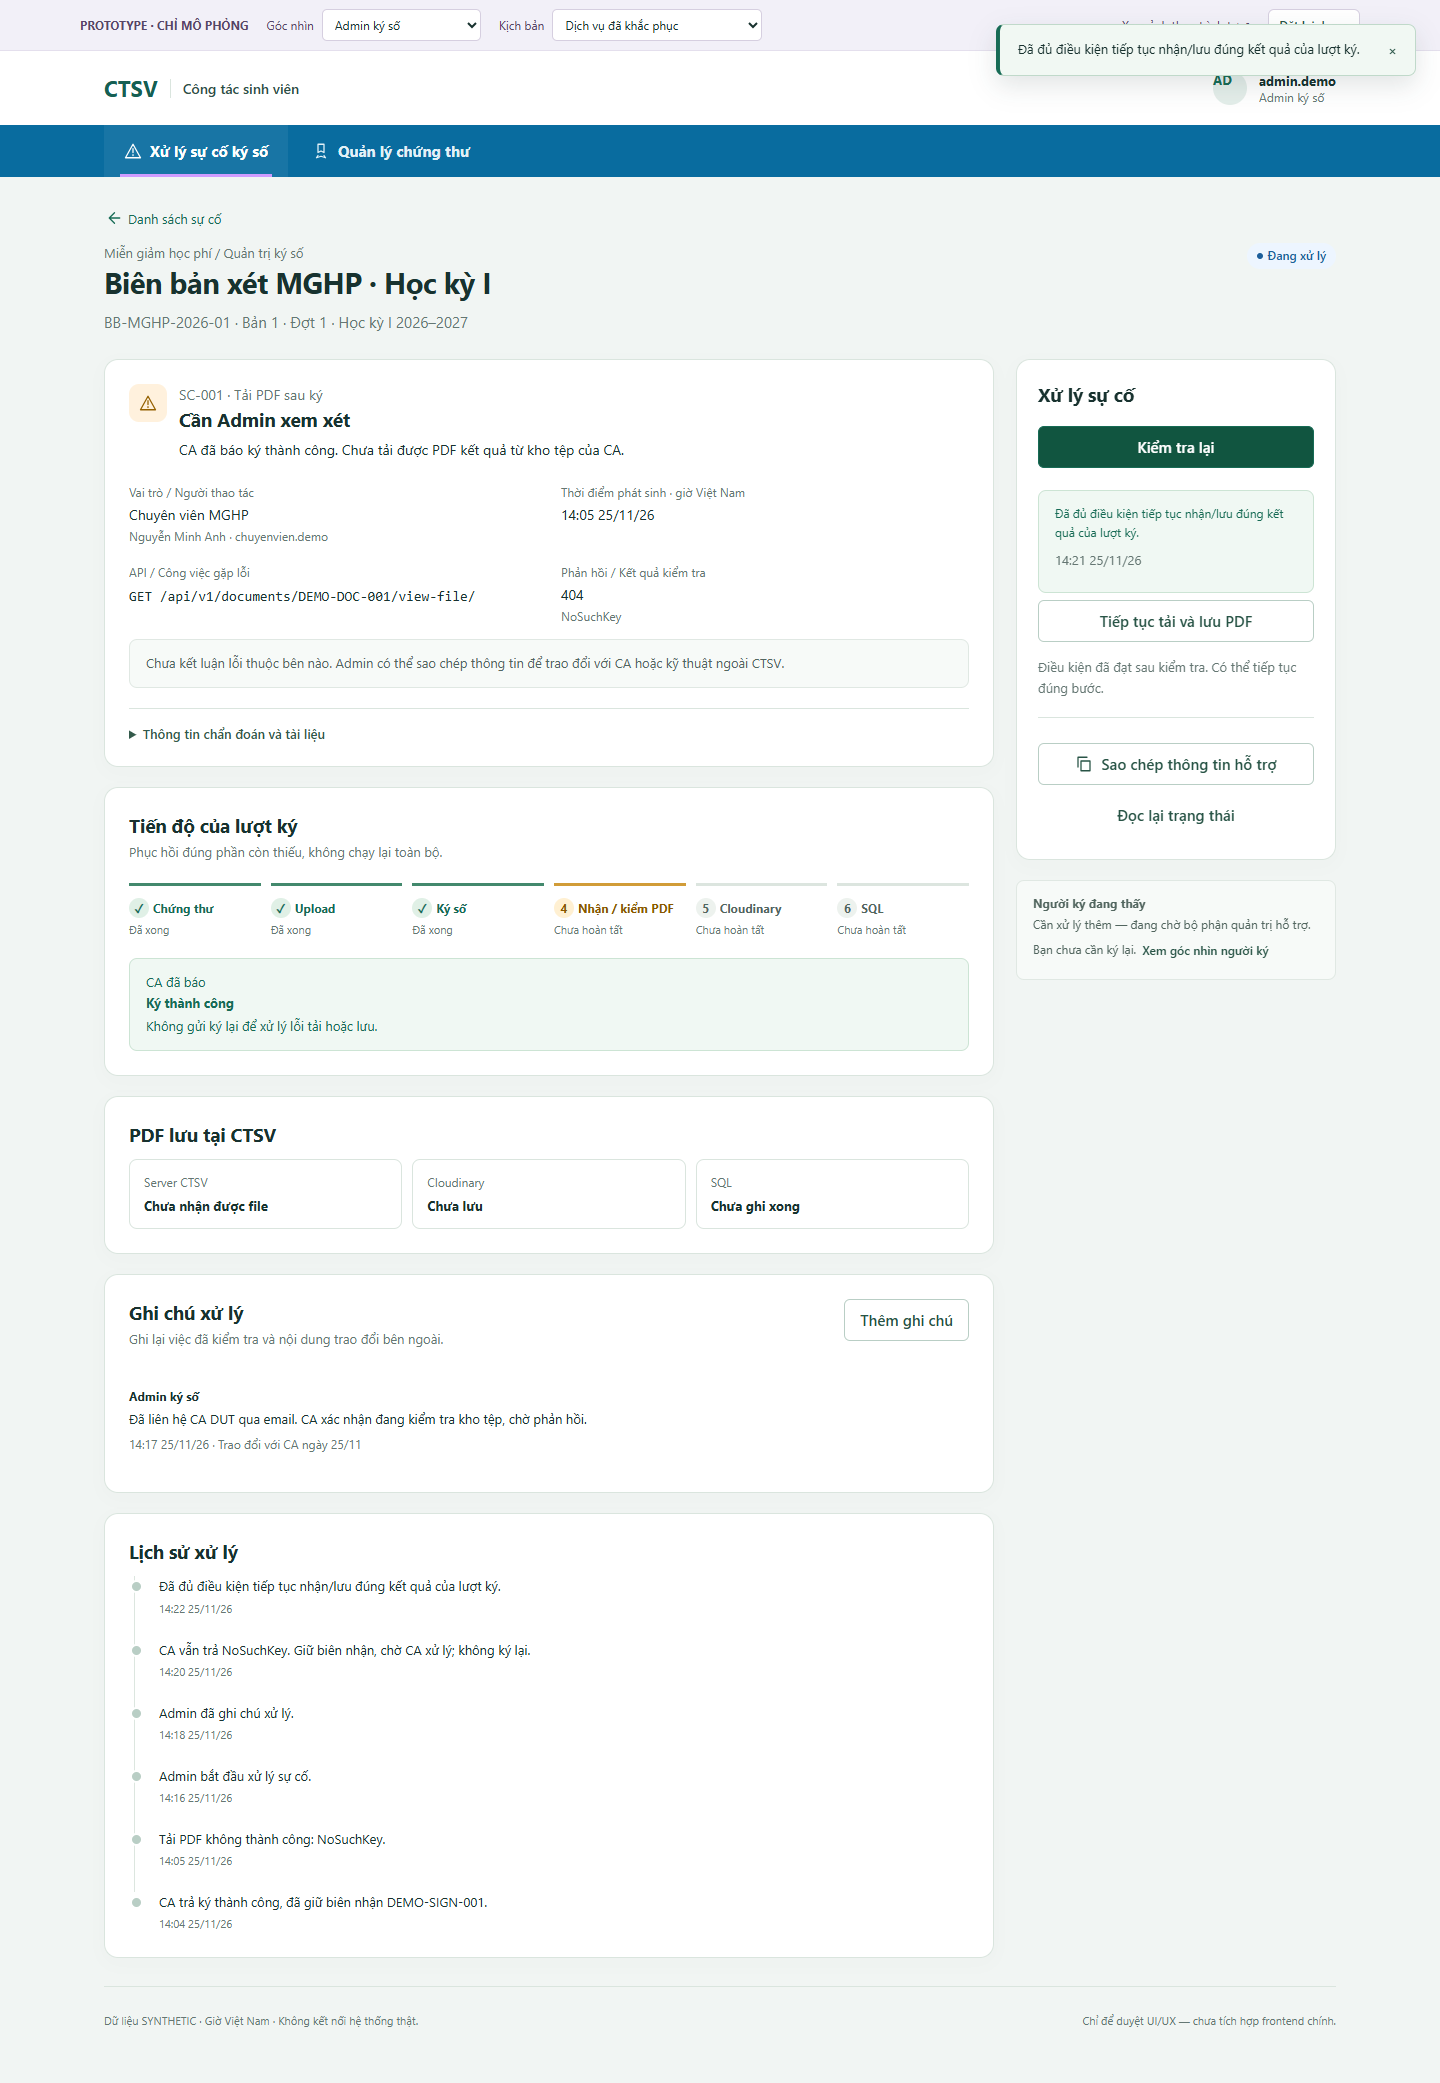 PROTOTYPE · CHỈ MÔ PHỎNG
Góc nhìn
Admin ký số
Kịch bản
Dịch vụ đã khắc phục
Đã đủ điều kiện tiếp tục nhận/lưu đúng kết quả của lượt ký.
×
CTSV
Công tác sinh viên
AD
admin.demo
Admin ký số
Xử lý sự cố ký số
Quản lý chứng thư
Danh sách sự cố
Miễn giảm học phí / Quản trị ký số
Đang xử lý
Biên bản xét MGHP · Học kỳ I
BB-MGHP-2026-01 · Bản 1 · Đợt 1 · Học kỳ I 2026–2027
SC-001 · Tải PDF sau ký
Cần Admin xem xét
CA đã báo ký thành công. Chưa tải được PDF kết quả từ kho tệp của CA.
Vai trò / Người thao tác
Chuyên viên MGHP
Nguyễn Minh Anh · chuyenvien.demo
Thời điểm phát sinh · giờ Việt Nam
14:05 25/11/26
API / Công việc gặp lỗi
GET /api/v1/documents/DEMO-DOC-001/view-file/
Phản hồi / Kết quả kiểm tra
404
NoSuchKey
Chưa kết luận lỗi thuộc bên nào. Admin có thể sao chép thông tin để trao đổi với CA hoặc kỹ thuật ngoài CTSV.
Thông tin chẩn đoán và tài liệu
Xử lý sự cố
Kiểm tra lại
Đã đủ điều kiện tiếp tục nhận/lưu đúng kết
quả của lượt ký.
14:21 25/11/26
Tiếp tục tải và lưu PDF
Điều kiện đã đạt sau kiểm tra. Có thể tiếp tục
đúng bước.
Sao chép thông tin hỗ trợ
Đọc lại trạng thái
Người ký đang thấy
Cần xử lý thêm — đang chờ bộ phận quản trị hỗ trợ.
Bạn chưa cần ký lại. Xem góc nhìn người ký
Tiến độ của lượt ký
Phục hồi đúng phần còn thiếu, không chạy lại toàn bộ.
✓ Chứng thư
Đã xong
✓ Upload
Đã xong
✓ Ký số
Đã xong
4 Nhận / kiểm PDF
Chưa hoàn tất
5 Cloudinary
Chưa hoàn tất
6 SQL
Chưa hoàn tất
CA đã báo
Ký thành công
Không gửi ký lại để xử lý lỗi tải hoặc lưu.
PDF lưu tại CTSV
Server CTSV
Chưa nhận được file
Cloudinary
Chưa lưu
SQL
Chưa ghi xong
Ghi chú xử lý
Ghi lại việc đã kiểm tra và nội dung trao đổi bên ngoài.
Thêm ghi chú
Admin ký số
Đã liên hệ CA DUT qua email. CA xác nhận đang kiểm tra kho tệp, chờ phản hồi.
14:17 25/11/26 · Trao đổi với CA ngày 25/11
Lịch sử xử lý
Đã đủ điều kiện tiếp tục nhận/lưu đúng kết quả của lượt ký.
14:22 25/11/26
CA vẫn trả NoSuchKey. Giữ biên nhận, chờ CA xử lý; không ký lại.
14:20 25/11/26
Admin đã ghi chú xử lý.
14:18 25/11/26
Admin bắt đầu xử lý sự cố.
14:16 25/11/26
Tải PDF không thành công: NoSuchKey.
14:05 25/11/26
CA trả ký thành công, đã giữ biên nhận DEMO-SIGN-001.
14:04 25/11/26
Dữ liệu SYNTHETIC · Giờ Việt Nam · Không kết nối hệ thống thật.
Chỉ để duyệt UI/UX — chưa tích hợp frontend chính.